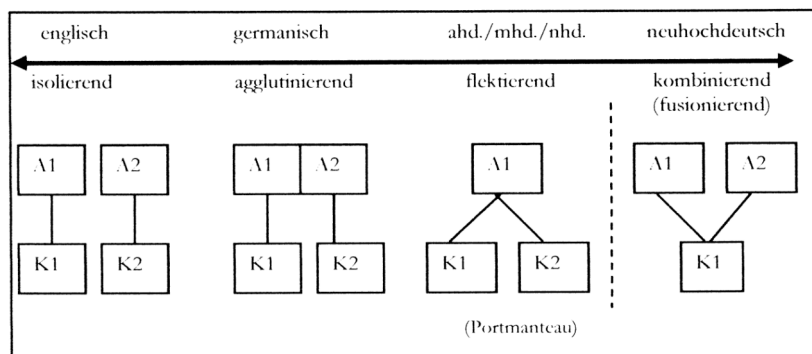 englisch germanisch ahd./mhd./nhd. neuhochdeutsch
isolierend agglutinierend flektierend kombinierend
(fusionierend)
A1 A2 A1 A2 A1 A1 A2
K1 K2 K1 K2 K1 K2 K1
(Portmanteau)